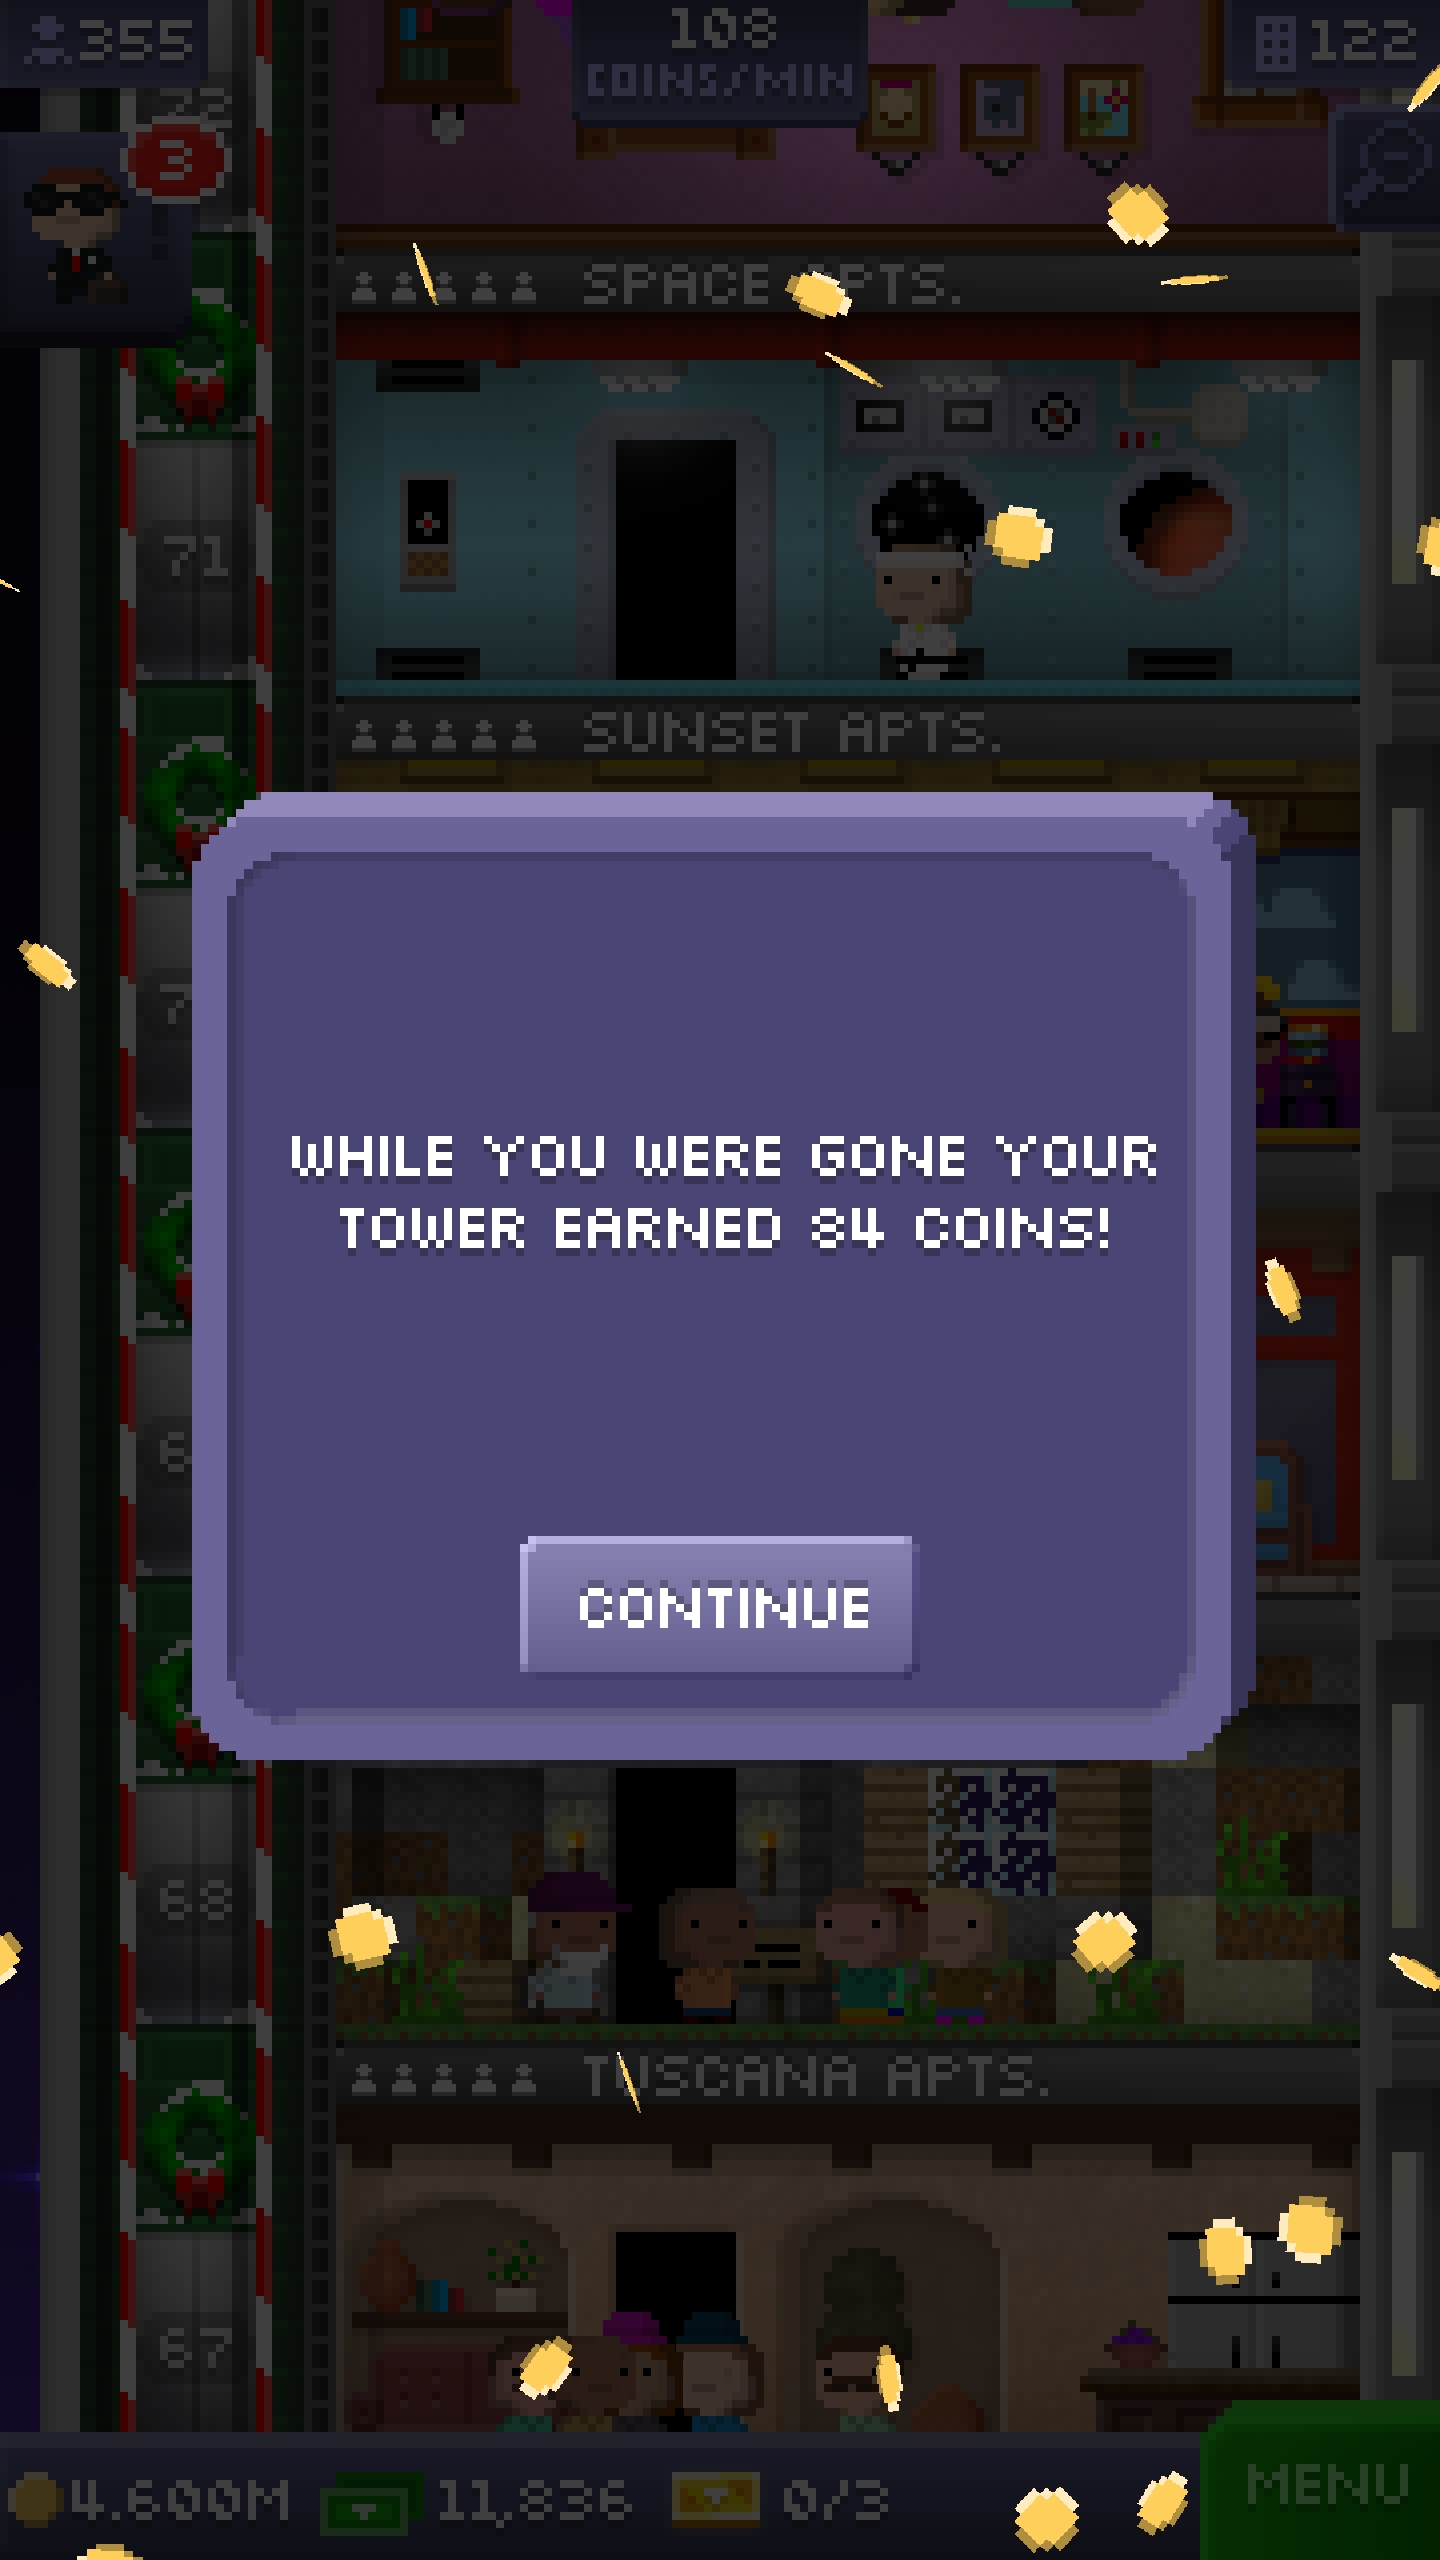 355
108
COINS/MIN
122
3
SPACE APTS.
71
SUNSET APTS.
WHILE YOU WERE GONE YOUR
TOWER EARNED 84 COINS!
CONTINUE
68
TUSCANA APTS.
67
4.600M
11,836
0/3
MENU